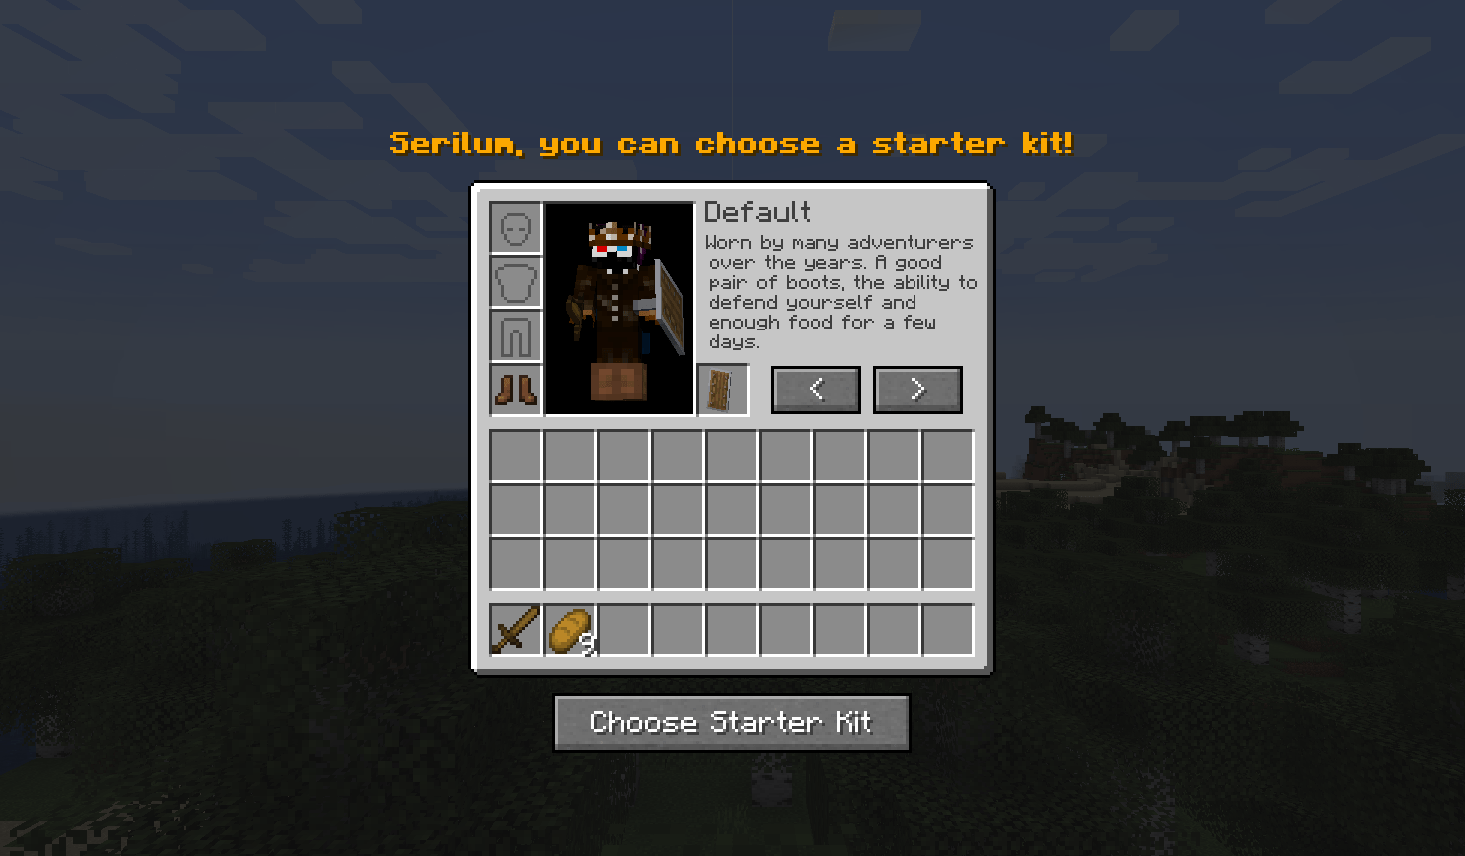 Serilum, you can choose a starter kit!
Default
Worn by many adventurers
over the years. A good
pair of boots, the ability to
defend yourself and
enough food for a few
days.
<
>
9
Choose Starter Kit